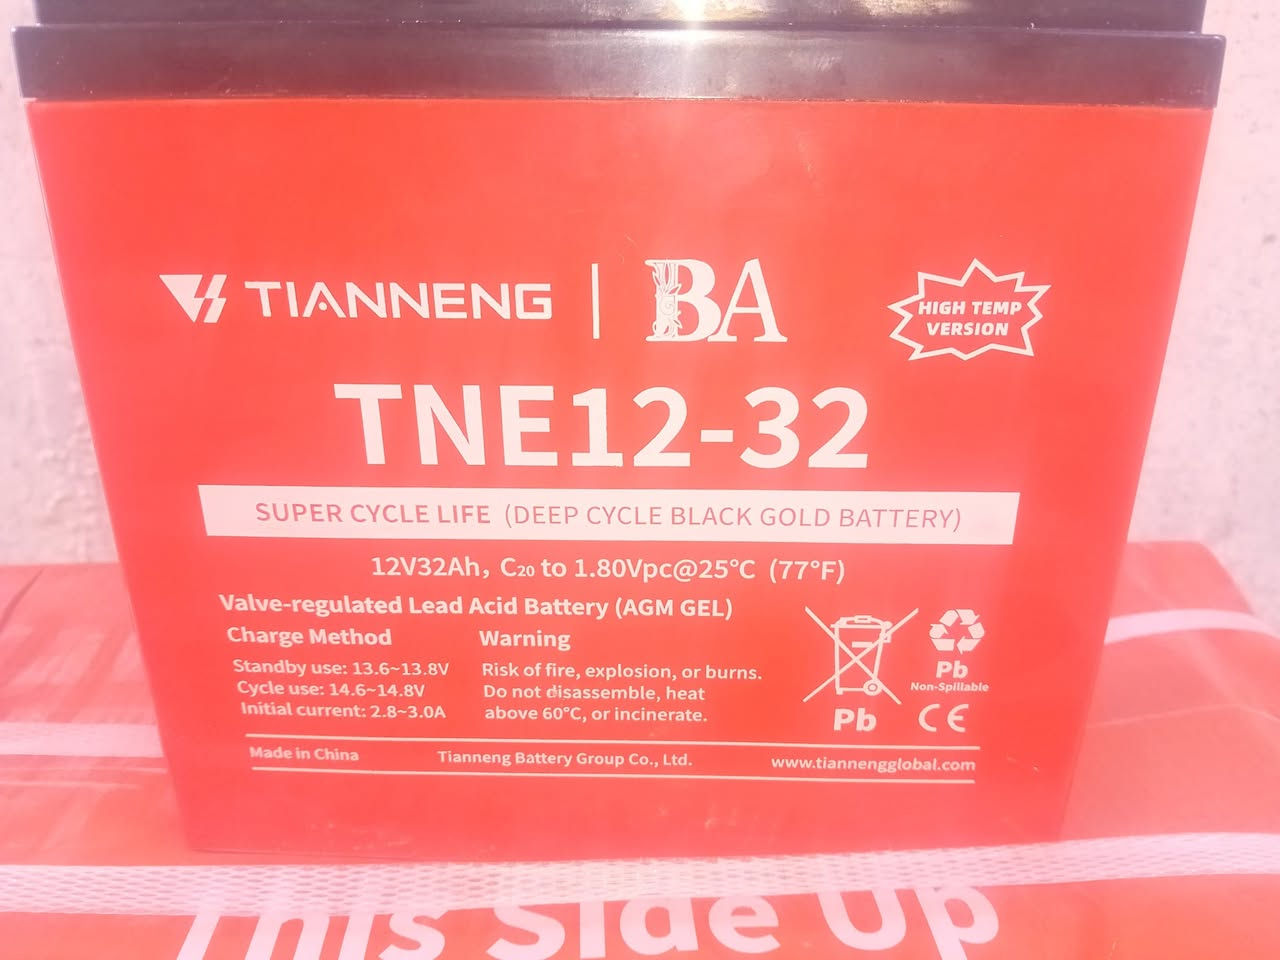 TIANNENG | BA
HIGH TEMP
VERSION
TNE12-32
SUPER CYCLE LIFE (DEEP CYCLE BLACK GOLD BATTERY)
12V32Ah, C20 to 1.80Vpc@25°C (77°F)
Valve-regulated Lead Acid Battery (AGM GEL)
Charge Method
Standby use: 13.6~13.8V
Cycle use: 14.6~14.8V
Initial current: 2.8~3.0A
Warning
Risk of fire, explosion, or burns.
Do not disassemble, heat
above 60°C, or incinerate.
Pb
Pb
Non-Spillable
CE
Made in China
Tianneng Battery Group Co., Ltd.
www.tiannengglobal.com
This Side Up